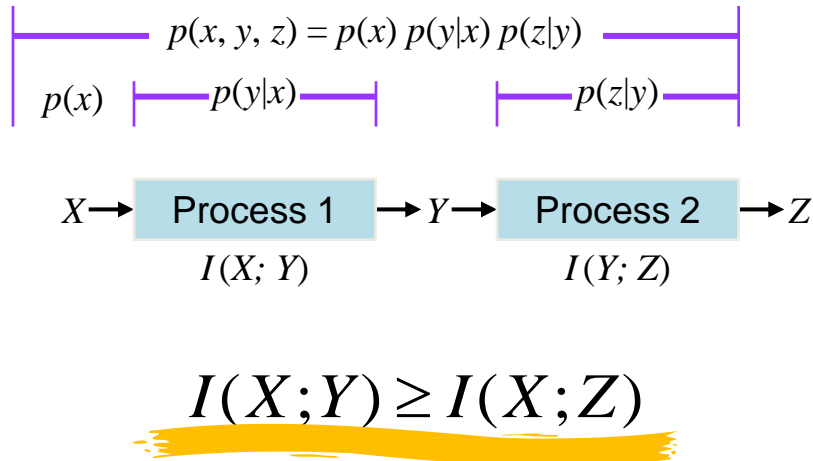 p(x, y, z) = p(x) p(y|x) p(z|y)
p(x) p(y|x) p(z|y)
X Process 1 Y Process 2 Z
I(X; Y) I(Y; Z)
I(X;Y) ≥ I(X;Z)